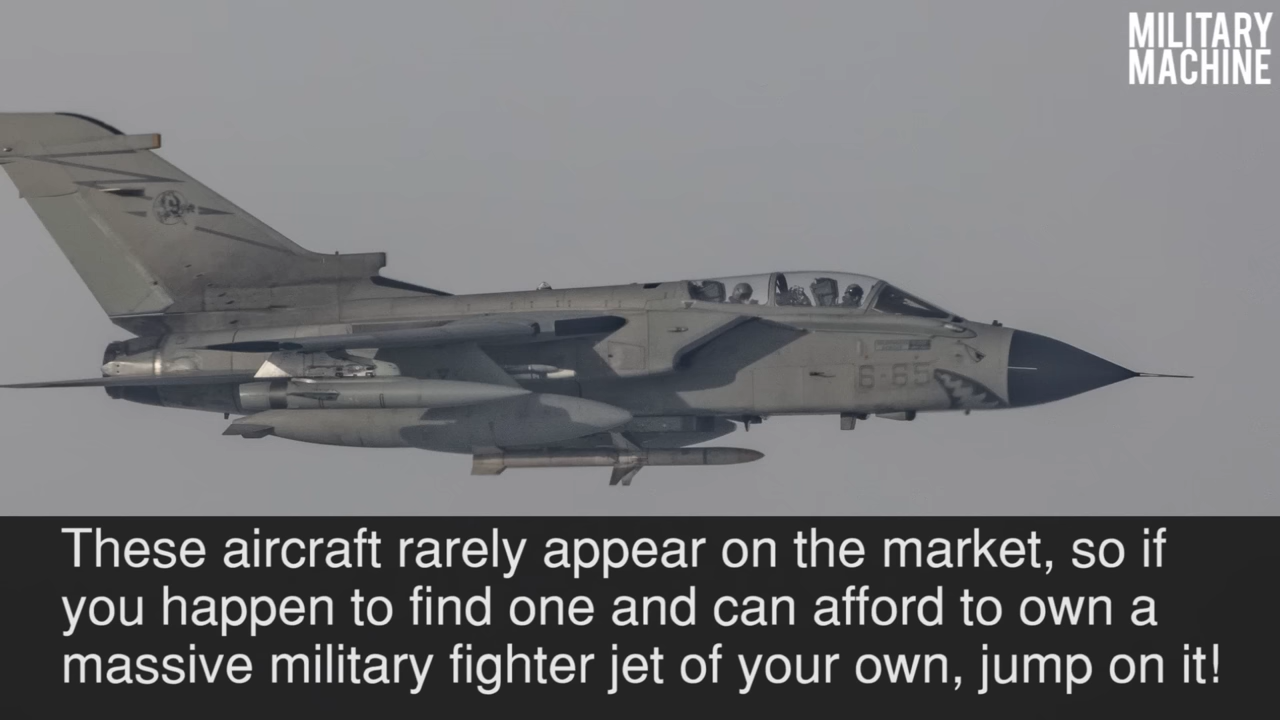 MILITARY
MACHINE
6-65
These aircraft rarely appear on the market, so if
you happen to find one and can afford to own a
massive military fighter jet of your own, jump on it!